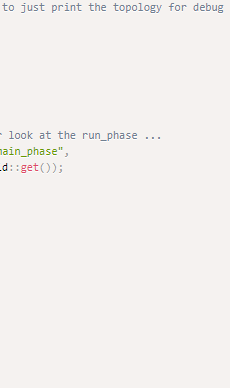 to just print the topology for debug
look at the run_phase ...
main_phase",
::get());